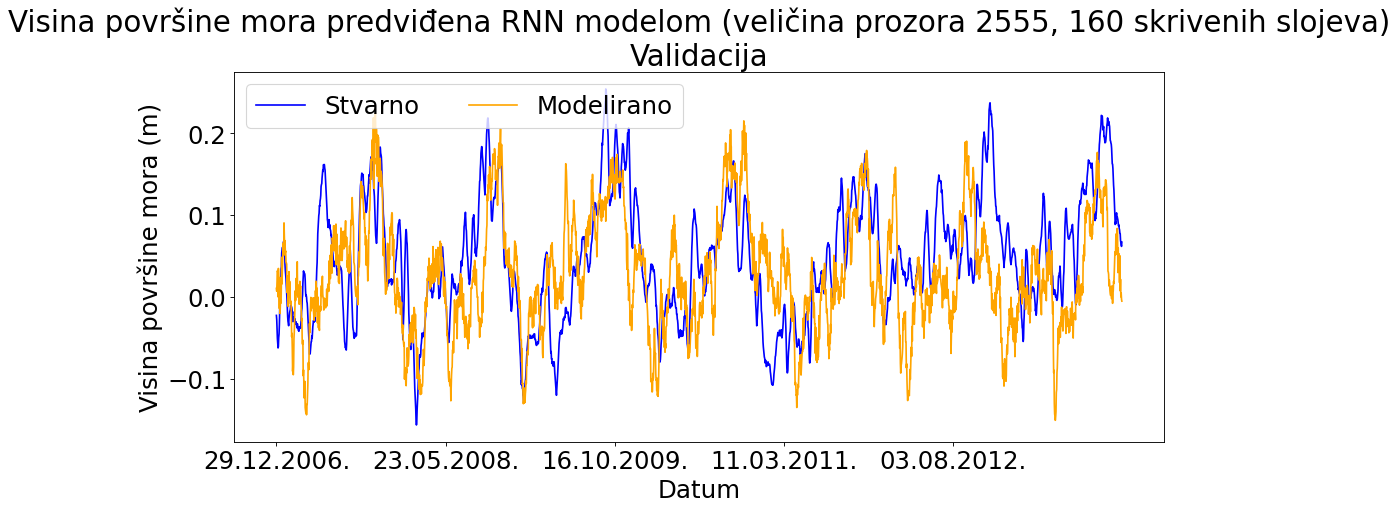 Visina površine mora predviđena RNN modelom (veličina prozora 2555, 160 skrivenih slojeva)
Validacija
Stvarno Modelirano
Visina površine mora (m)
0.2
0.1
0.0
−0.1
29.12.2006. 23.05.2008. 16.10.2009. 11.03.2011. 03.08.2012.
Datum